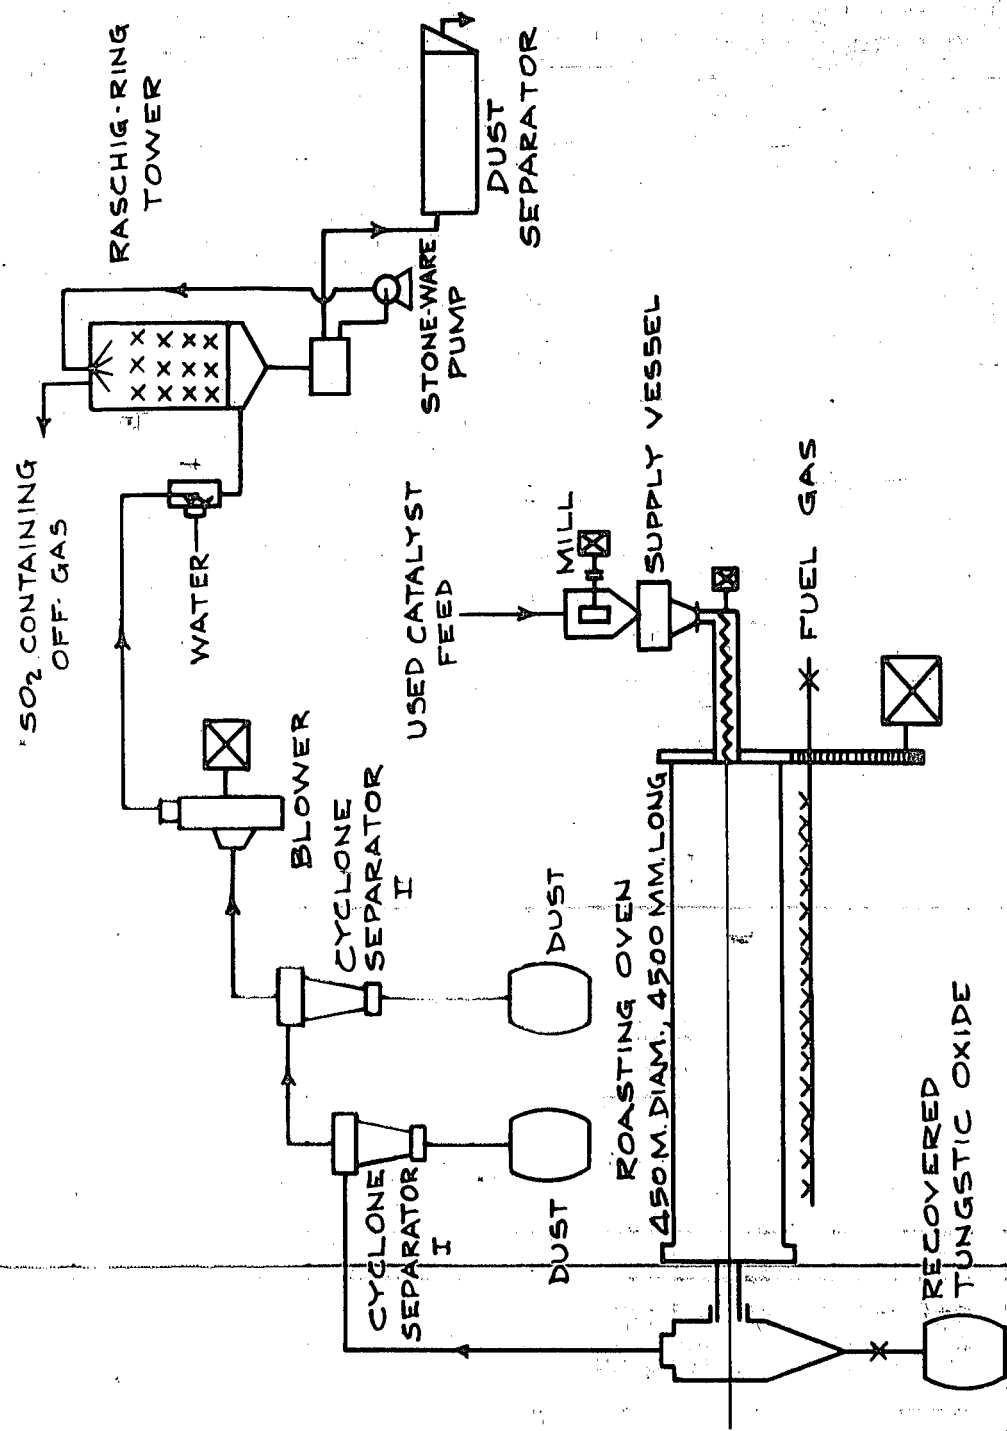 SO₂ CONTAINING
OFF-GAS
RASCHIG-RING
TOWER
WATER
BLOWER
CYCLONE
SEPARATOR
II
CYCLONE
SEPARATOR
I
USED CATALYST
FEED
STONE-WARE
PUMP
DUST
SEPARATOR
DUST
DUST
MILL
SUPPLY VESSEL
ROASTING OVEN
450 M. DIAM., 4500 MM. LONG
FUEL GAS
RECOVERED
TUNGSTIC OXIDE